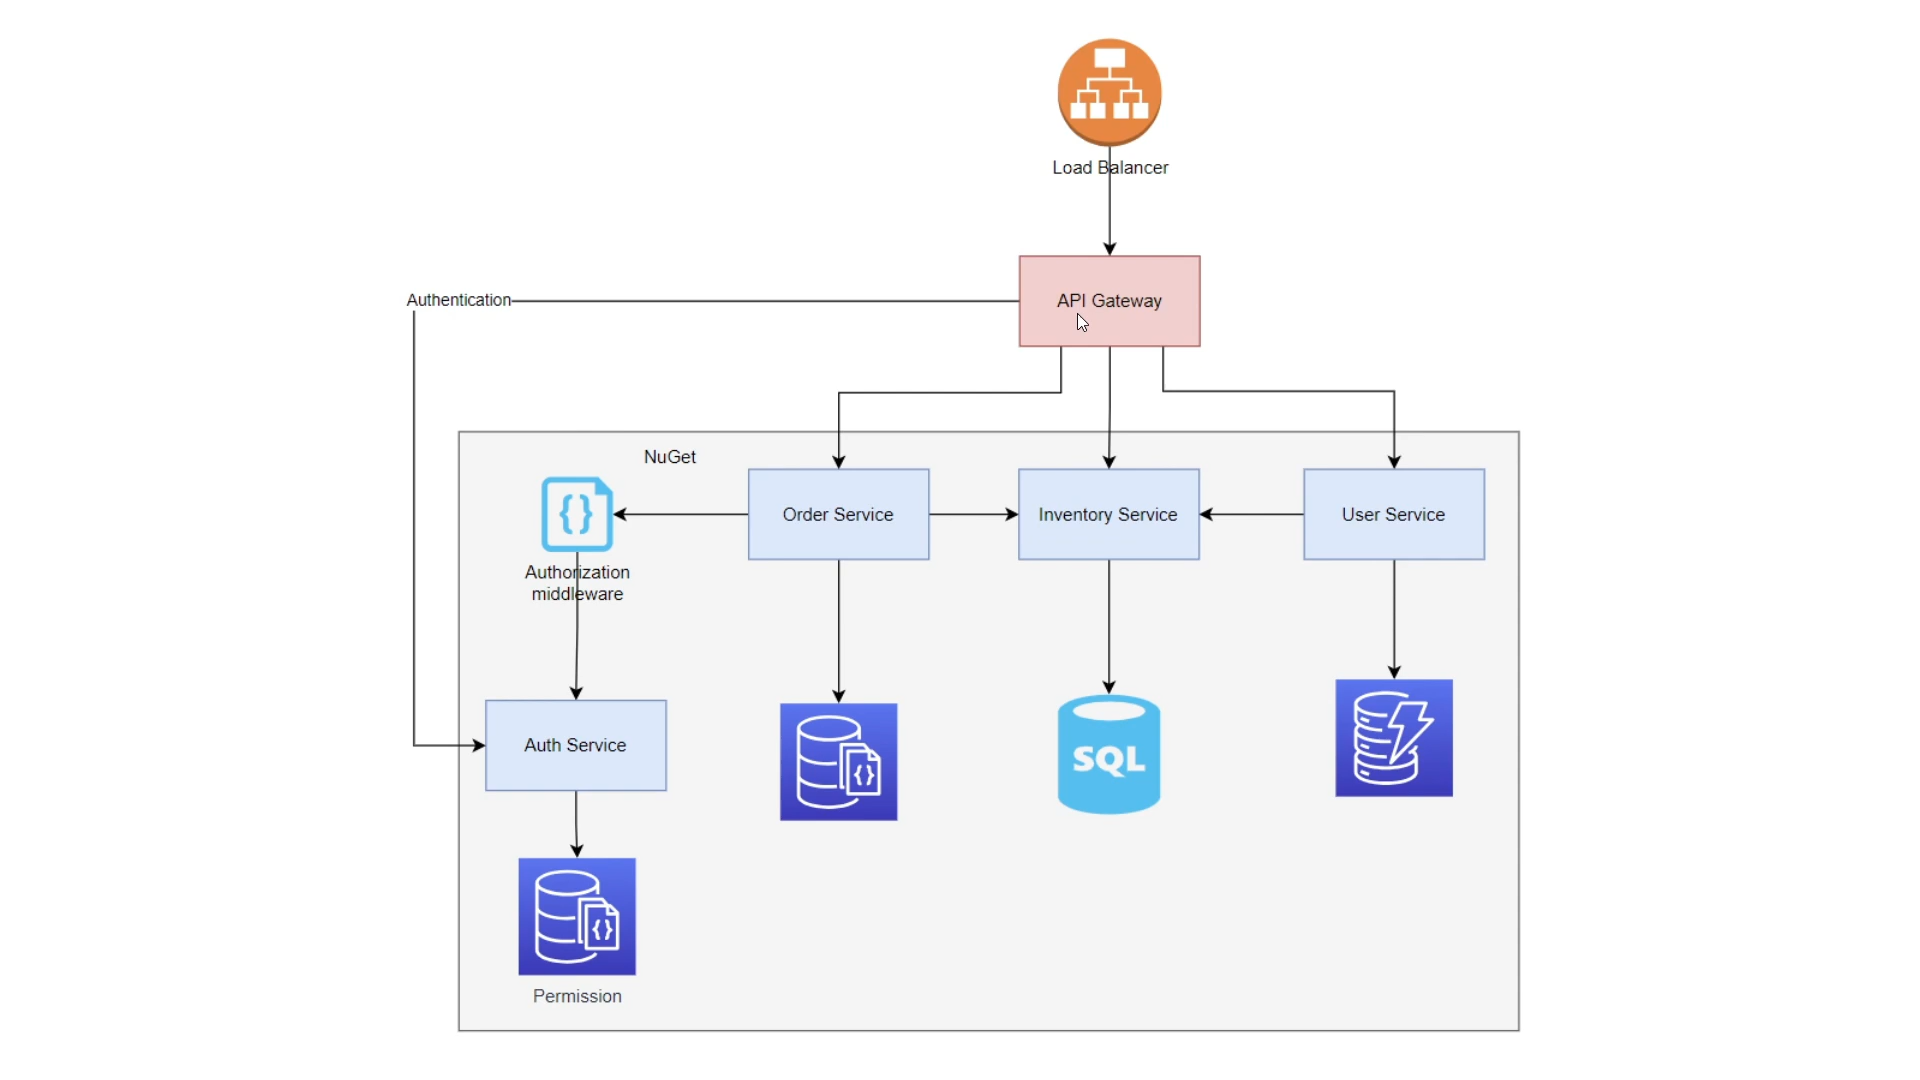 Load Balancer
API Gateway
Authentication
NuGet
Order Service
Inventory Service
User Service
Authorization
middleware
Auth Service
SQL
Permission